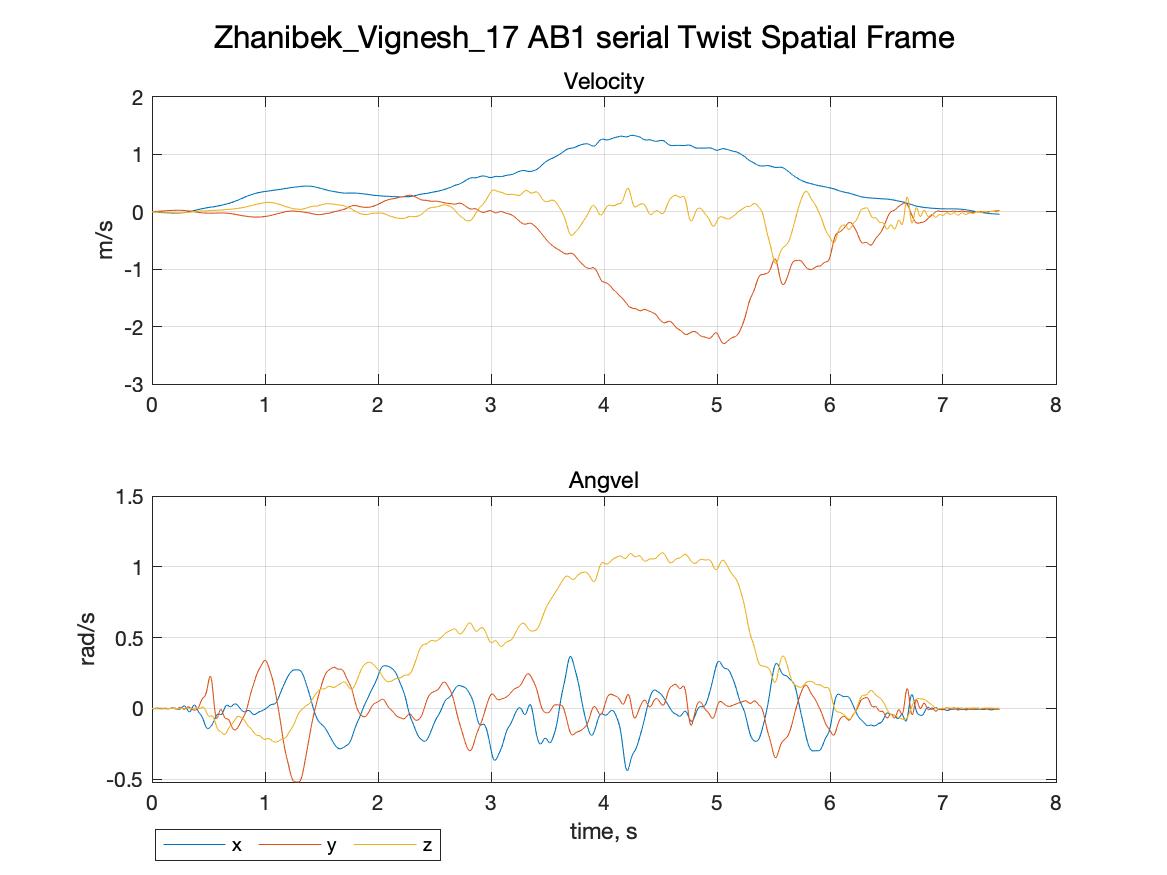 Zhanibek_Vignesh_17 AB1 serial Twist Spatial Frame
Velocity
2
1
0
-1
-2
-3
m/s
0 1 2 3 4 5 6 7 8
Angvel
1.5
1
0.5
0
-0.5
rad/s
0 1 2 3 4 5 6 7 8
time, s
x y z